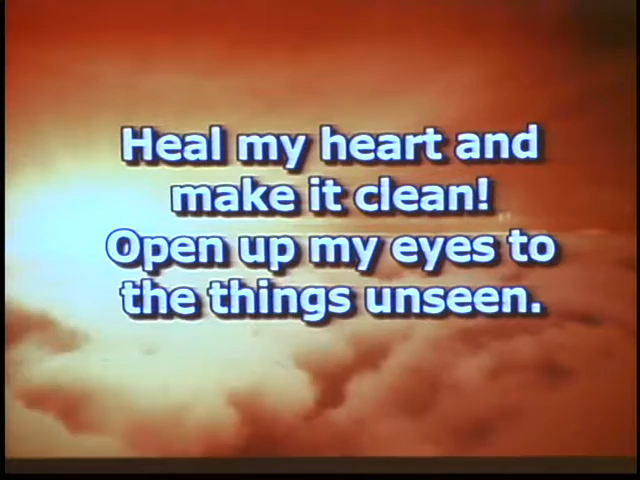 Heal my heart and
make it clean!
Open up my eyes to
the things unseen.